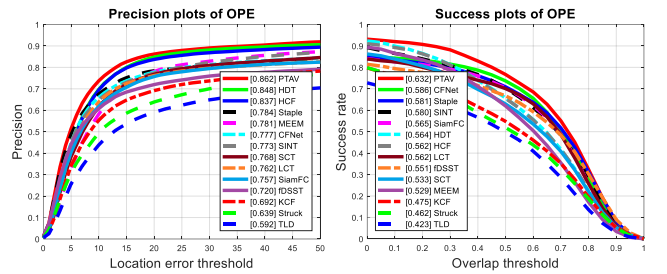 Precision plots of OPE
Precision
1
0.9
0.8
0.7
0.6
0.5
0.4
0.3
0.2
0.1
0
[0.862] PTAV
[0.848] HDT
[0.837] HCF
[0.784] Staple
[0.781] MEEM
[0.777] CFNet
[0.773] SINT
[0.768] SCT
[0.762] LCT
[0.757] SiamFC
[0.720] fDSST
[0.692] KCF
[0.639] Struck
[0.592] TLD
0 10 20 30 40 50
Location error threshold
Success plots of OPE
Success rate
1
0.9
0.8
0.7
0.6
0.5
0.4
0.3
0.2
0.1
0
[0.632] PTAV
[0.686] CFNet
[0.581] Staple
[0.580] SINT
[0.565] SiamFC
[0.564] HDT
[0.562] HCF
[0.562] LCT
[0.551] fDSST
[0.533] SCT
[0.529] MEEM
[0.475] KCF
[0.462] Struck
[0.423] TLD
0 0.1 0.2 0.3 0.4 0.5 0.6 0.7 0.8 0.9 1
Overlap threshold